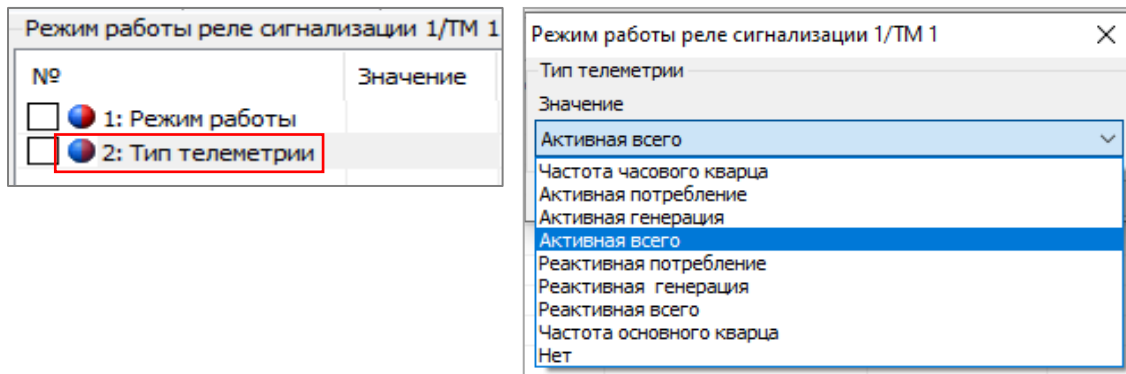 Режим работы реле сигнализации 1/ТМ 1
№ Значение
1: Режим работы
2: Тип телеметрии
Режим работы реле сигнализации 1/ТМ 1
Тип телеметрии
Значение
Активная всего
Частота часового кварца
Активная потребление
Активная генерация
Активная всего
Реактивная потребление
Реактивная  генерация
Реактивная всего
Частота основного кварца
Нет